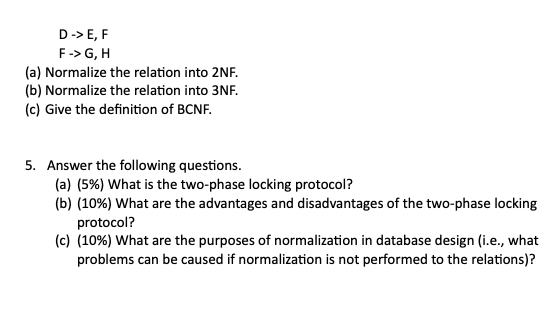 D -> E, F
F -> G, H
(a) Normalize the relation into 2NF.
(b) Normalize the relation into 3NF.
(c) Give the definition of BCNF.
5. Answer the following questions.
(a) (5%) What is the two-phase locking protocol?
(b) (10%) What are the advantages and disadvantages of the two-phase locking
protocol?
(c) (10%) What are the purposes of normalization in database design (i.e., what
problems can be caused if normalization is not performed to the relations)?